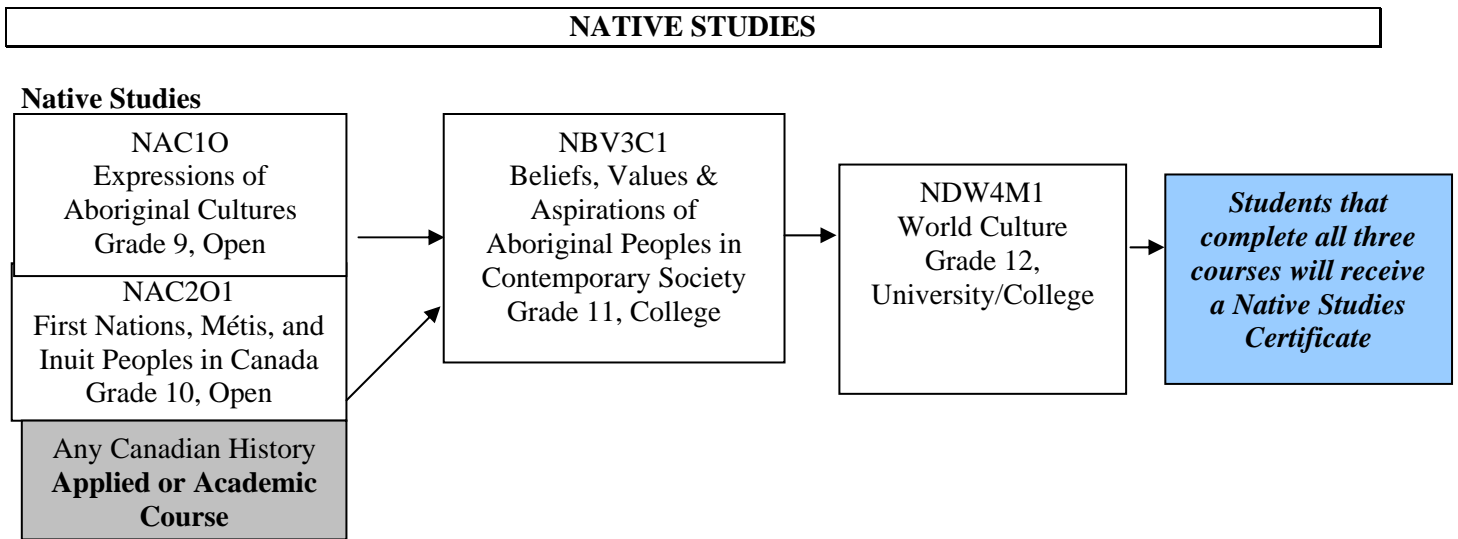 NATIVE STUDIES
Native Studies
NAC1O
Expressions of
Aboriginal Cultures
Grade 9, Open
NAC2O1
First Nations, Métis, and
Inuit Peoples in Canada
Grade 10, Open
Any Canadian History
Applied or Academic
Course
NBV3C1
Beliefs, Values &
Aspirations of
Aboriginal Peoples in
Contemporary Society
Grade 11, College
NDW4M1
World Culture
Grade 12,
University/College
Students that
complete all three
courses will receive
a Native Studies
Certificate